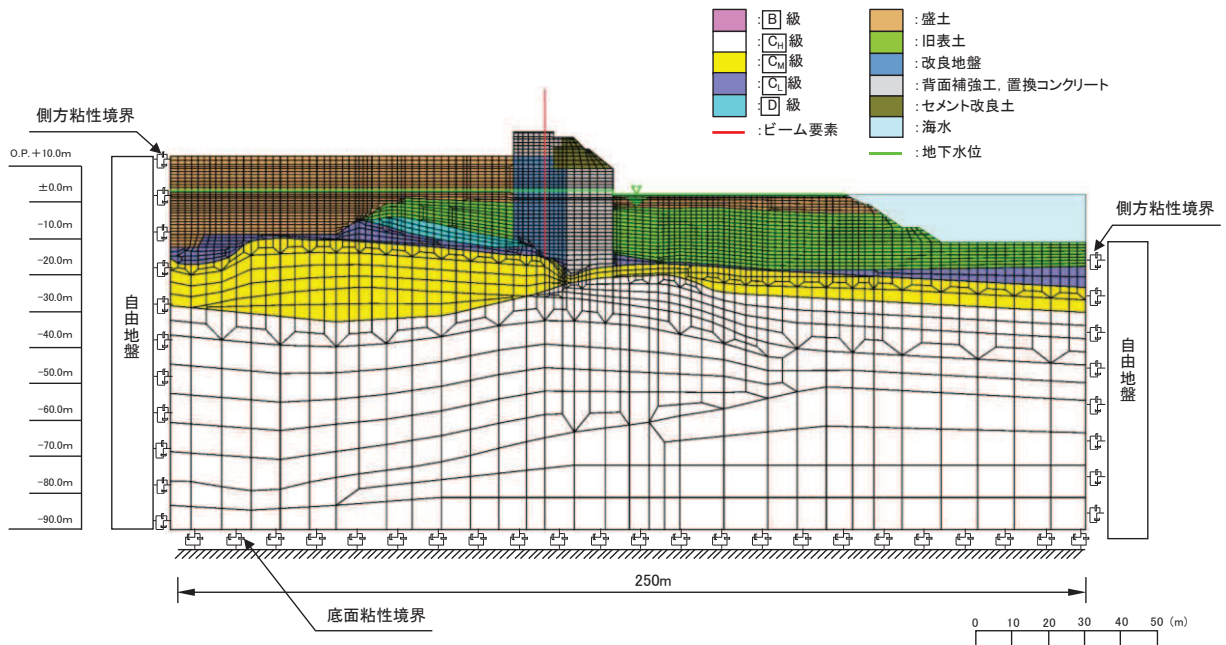 :B 級
:CH級
:CM級
:CL級
:D 級
:ビーム要素
:盛土
:旧表土
:改良地盤
:背面補強工, 置換コンクリート
:セメント改良土
:海水
:地下水位
側方粘性境界
O.P.+10.0m
±0.0m
-10.0m
-20.0m
-30.0m
-40.0m
-50.0m
-60.0m
-70.0m
-80.0m
-90.0m
自由地盤
側方粘性境界
自由地盤
250m
底面粘性境界
0 10 20 30 40 50 (m)